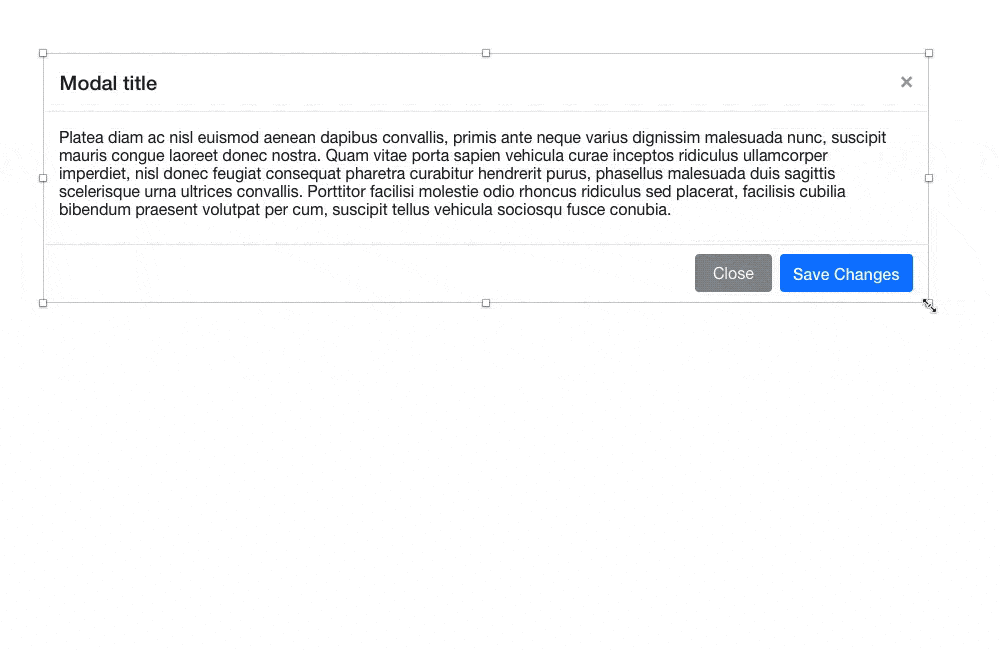 Modal title ×
Platea diam ac nisl euismod aenean dapibus convallis, primis ante neque varius dignissim malesuada nunc, suscipit
mauris congue laoreet donec nostra. Quam vitae porta sapien vehicula curae inceptos ridiculus ullamcorper
imperdiet, nisl donec feugiat consequat pharetra curabitur hendrerit purus, phasellus malesuada duis sagittis
scelerisque urna ultrices convallis. Porttitor facilisi molestie odio rhoncus ridiculus sed placerat, facilisis cubilia
bibendum praesent volutpat per cum, suscipit tellus vehicula sociosqu fusce conubia.
Close Save Changes